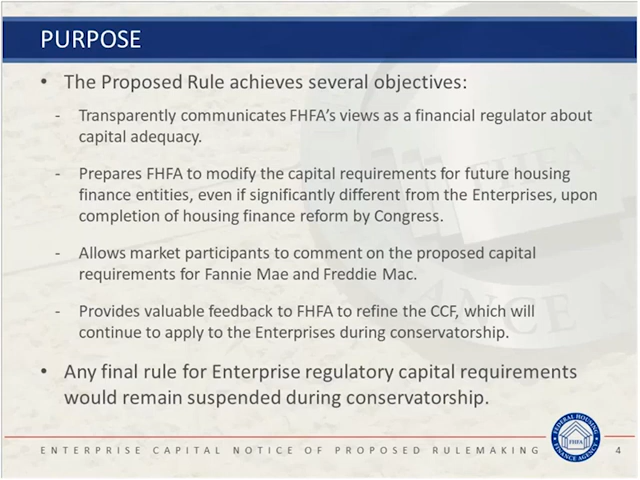 PURPOSE
• The Proposed Rule achieves several objectives:
- Transparently communicates FHFA's views as a financial regulator about
capital adequacy.
- Prepares FHFA to modify the capital requirements for future housing
finance entities, even if significantly different from the Enterprises, upon
completion of housing finance reform by Congress.
- Allows market participants to comment on the proposed capital
requirements for Fannie Mae and Freddie Mac.
- Provides valuable feedback to FHFA to refine the CCF, which will
continue to apply to the Enterprises during conservatorship.
• Any final rule for Enterprise regulatory capital requirements
would remain suspended during conservatorship.
ENTERPRISE CAPITAL NOTICE OF PROPOSED RULEMAKING
FEDERAL HOUSING
FHFA
FINANCE AGENCY
4